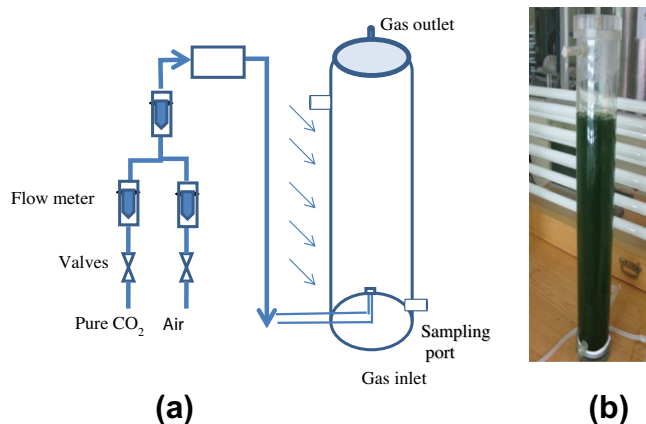 Gas outlet
Flow meter
Valves
Pure CO₂
Air
Sampling
port
Gas inlet
(a)
(b)